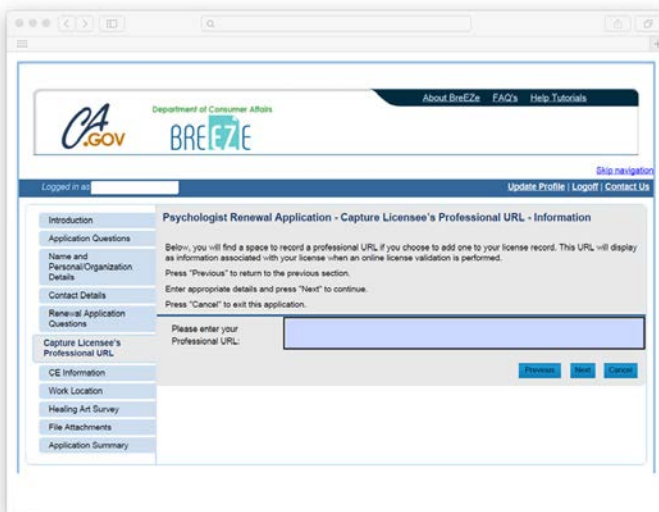 About BreEZe FAQ's Help Tutorials
CA.GOV
Department of Consumer Affairs
BREEZE
Skip navigation
Logged in as
Update Profile | Logoff | Contact Us
Introduction
Application Questions
Name and
Personal/Organization
Details
Contact Details
Renewal Application
Questions
Capture Licensee's
Professional URL
CE Information
Work Location
Healing Art Survey
File Attachments
Application Summary
Psychologist Renewal Application - Capture Licensee's Professional URL - Information
Below, you will find a space to record a professional URL if you choose to add one to your license record. This URL will display
as information associated with your license when an online license validation is performed.
Press "Previous" to return to the previous section.
Enter appropriate details and press "Next" to continue.
Press "Cancel" to exit this application.
Please enter your
Professional URL:
Previous Next Cancel